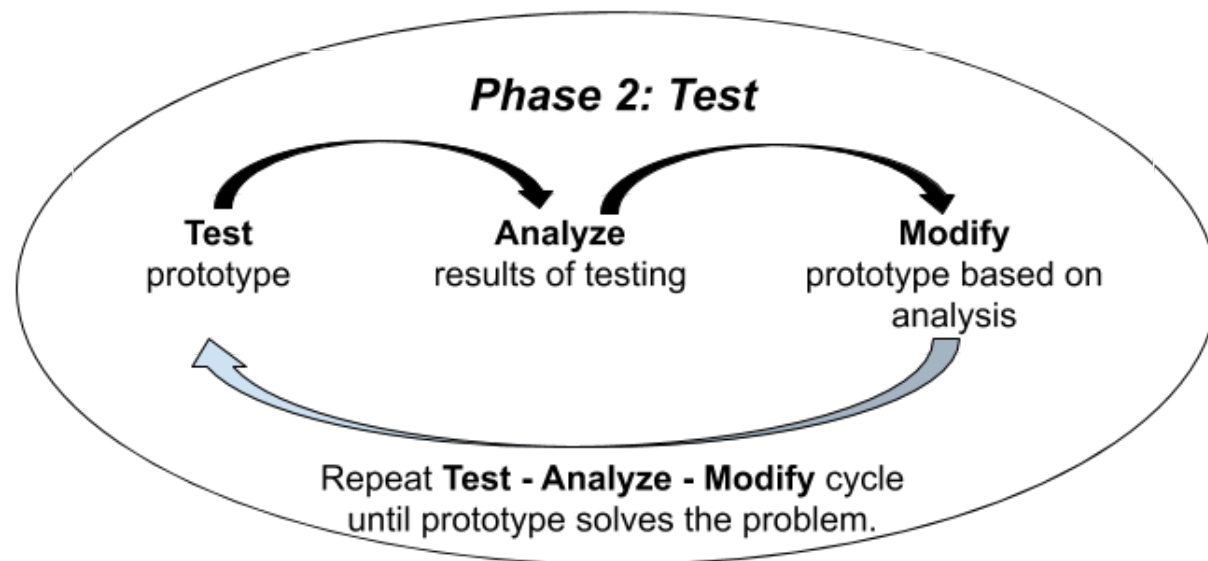 Phase 2: Test
Test
prototype
Analyze
results of testing
Modify
prototype based on
analysis
Repeat Test - Analyze - Modify cycle
until prototype solves the problem.